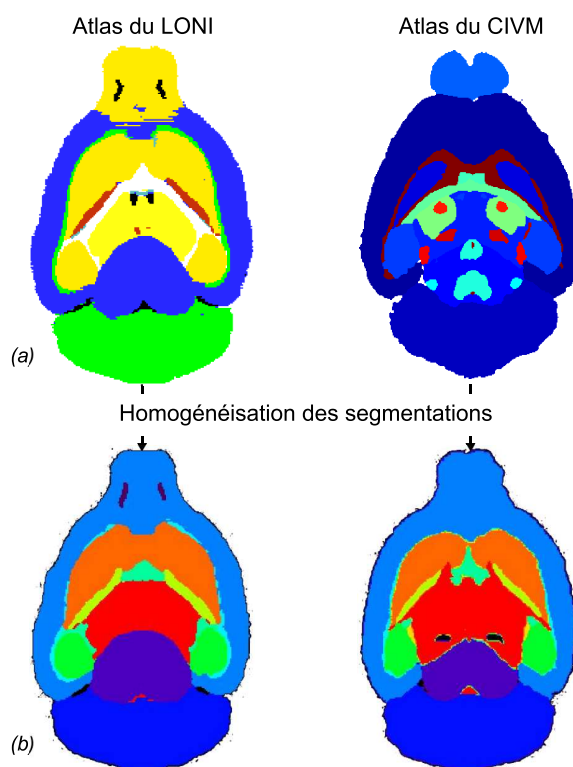 Atlas du LONI
Atlas du CIVM
(a)
Homogénéisation des segmentations
(b)